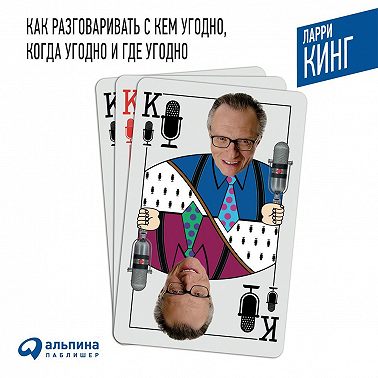 КАК РАЗГОВАРИВАТЬ С КЕМ УГОДНО,
КОГДА УГОДНО И ГДЕ УГОДНО
ЛАРРИ
КИНГ
К
К
К
К
альпина
ПАБЛИШЕР